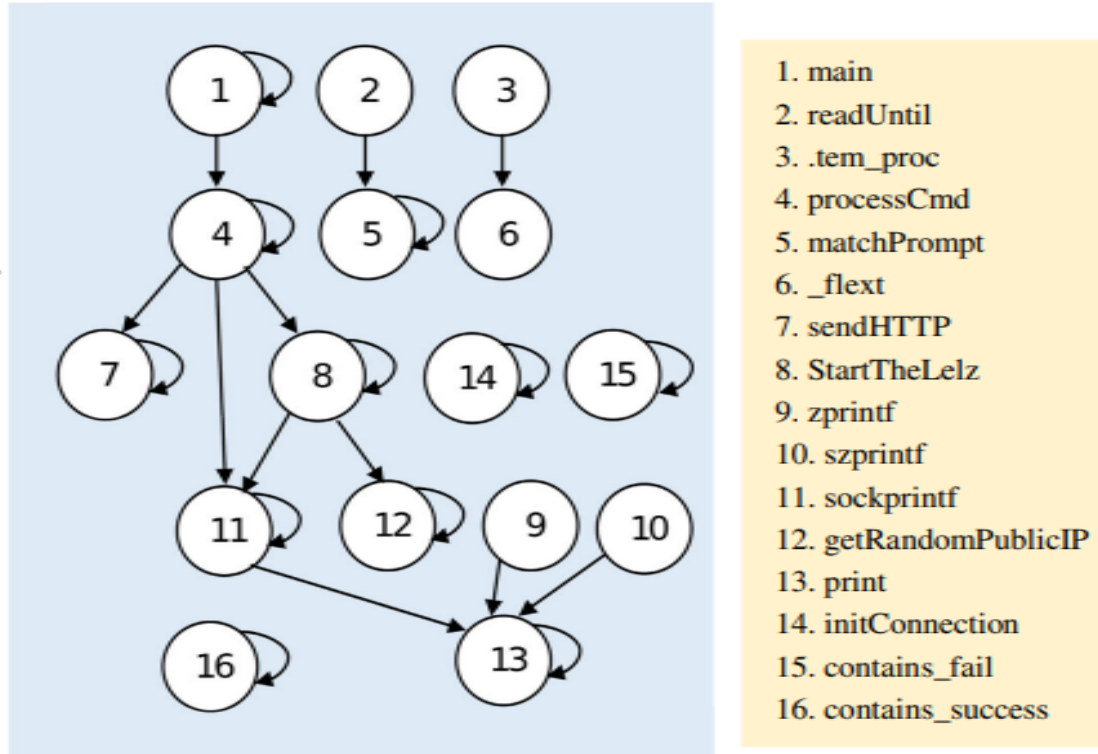 1 2 3
4 5 6
7 8 14 15
11 12 9 10
16 13
1. main
2. readUntil
3. .tem_proc
4. processCmd
5. matchPrompt
6. _flext
7. sendHTTP
8. StartTheLelz
9. zprintf
10. szprintf
11. sockprintf
12. getRandomPublicIP
13. print
14. initConnection
15. contains_fail
16. contains_success